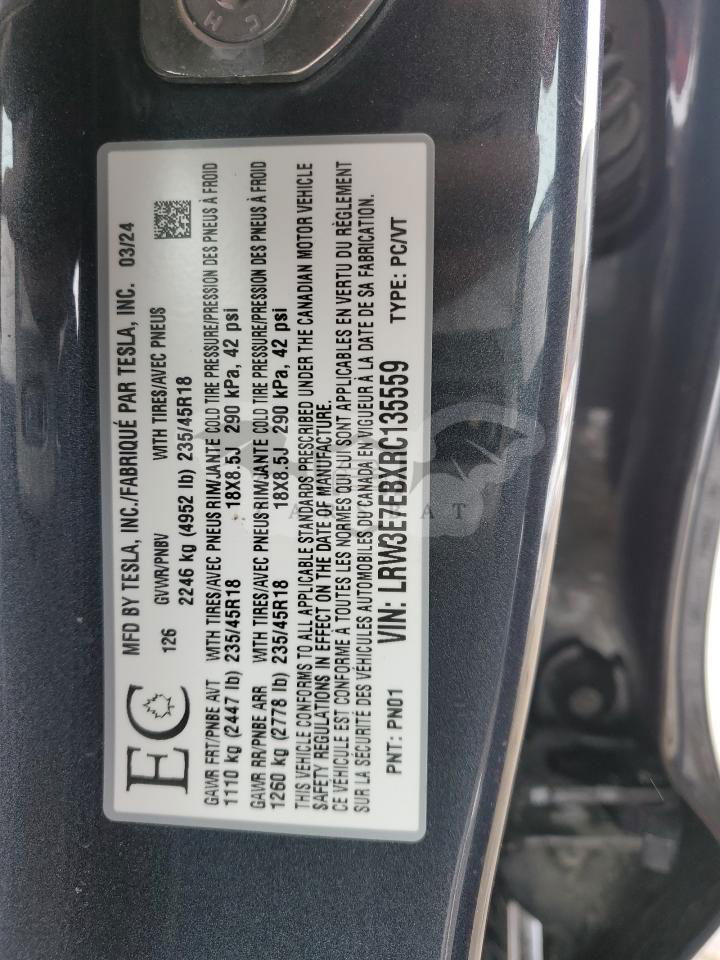 EC
MFD BY TESLA, INC./FABRIQUÉ PAR TESLA, INC. 03/24
126 GVWR/PNBV WITH TIRES/AVEC PNEUS
2246 kg (4952 lb) 235/45R18
GAWR FRT/PNBE AVT WITH TIRES/AVEC PNEUS RIM/JANTE COLD TIRE PRESSURE/PRESSION DES PNEUS À FROID
1110 kg (2447 lb) 235/45R18 18X8.5J 290 kPa, 42 psi
GAWR RR/PNBE ARR WITH TIRES/AVEC PNEUS RIM/JANTE COLD TIRE PRESSURE/PRESSION DES PNEUS À FROID
1260 kg (2778 lb) 235/45R18 18X8.5J 290 kPa, 42 psi
THIS VEHICLE CONFORMS TO ALL APPLICABLE STANDARDS PRESCRIBED UNDER THE CANADIAN MOTOR VEHICLE
SAFETY REGULATIONS IN EFFECT ON THE DATE OF MANUFACTURE.
CE VÉHICULE EST CONFORME À TOUTES LES NORMES QUI LUI SONT APPLICABLES EN VERTU DU RÈGLEMENT
SUR LA SÉCURITÉ DES VÉHICULES AUTOMOBILES DU CANADA EN VIGUEUR À LA DATE DE SA FABRICATION.
PNT: PN01 VIN: LRW3E7EBXRC135559 TYPE: PC/VT
C H